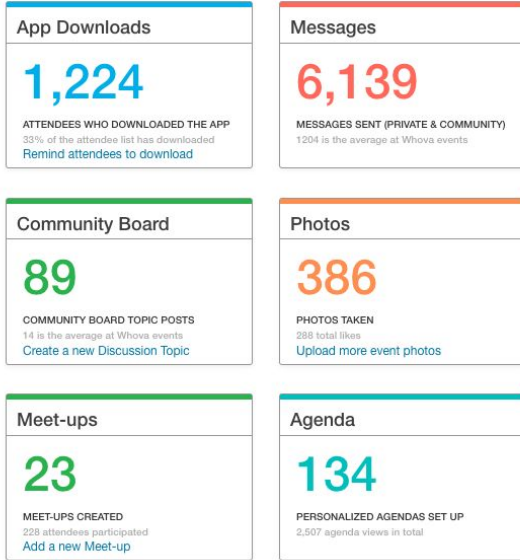 App Downloads
1,224
ATTENDEES WHO DOWNLOADED THE APP
33% of the attendee list has downloaded
Remind attendees to download
Messages
6,139
MESSAGES SENT (PRIVATE & COMMUNITY)
1204 is the average at Whova events
Community Board
89
COMMUNITY BOARD TOPIC POSTS
14 is the average at Whova events
Create a new Discussion Topic
Photos
386
PHOTOS TAKEN
288 total likes
Upload more event photos
Meet-ups
23
MEET-UPS CREATED
228 attendees participated
Add a new Meet-up
Agenda
134
PERSONALIZED AGENDAS SET UP
2,507 agenda views in total